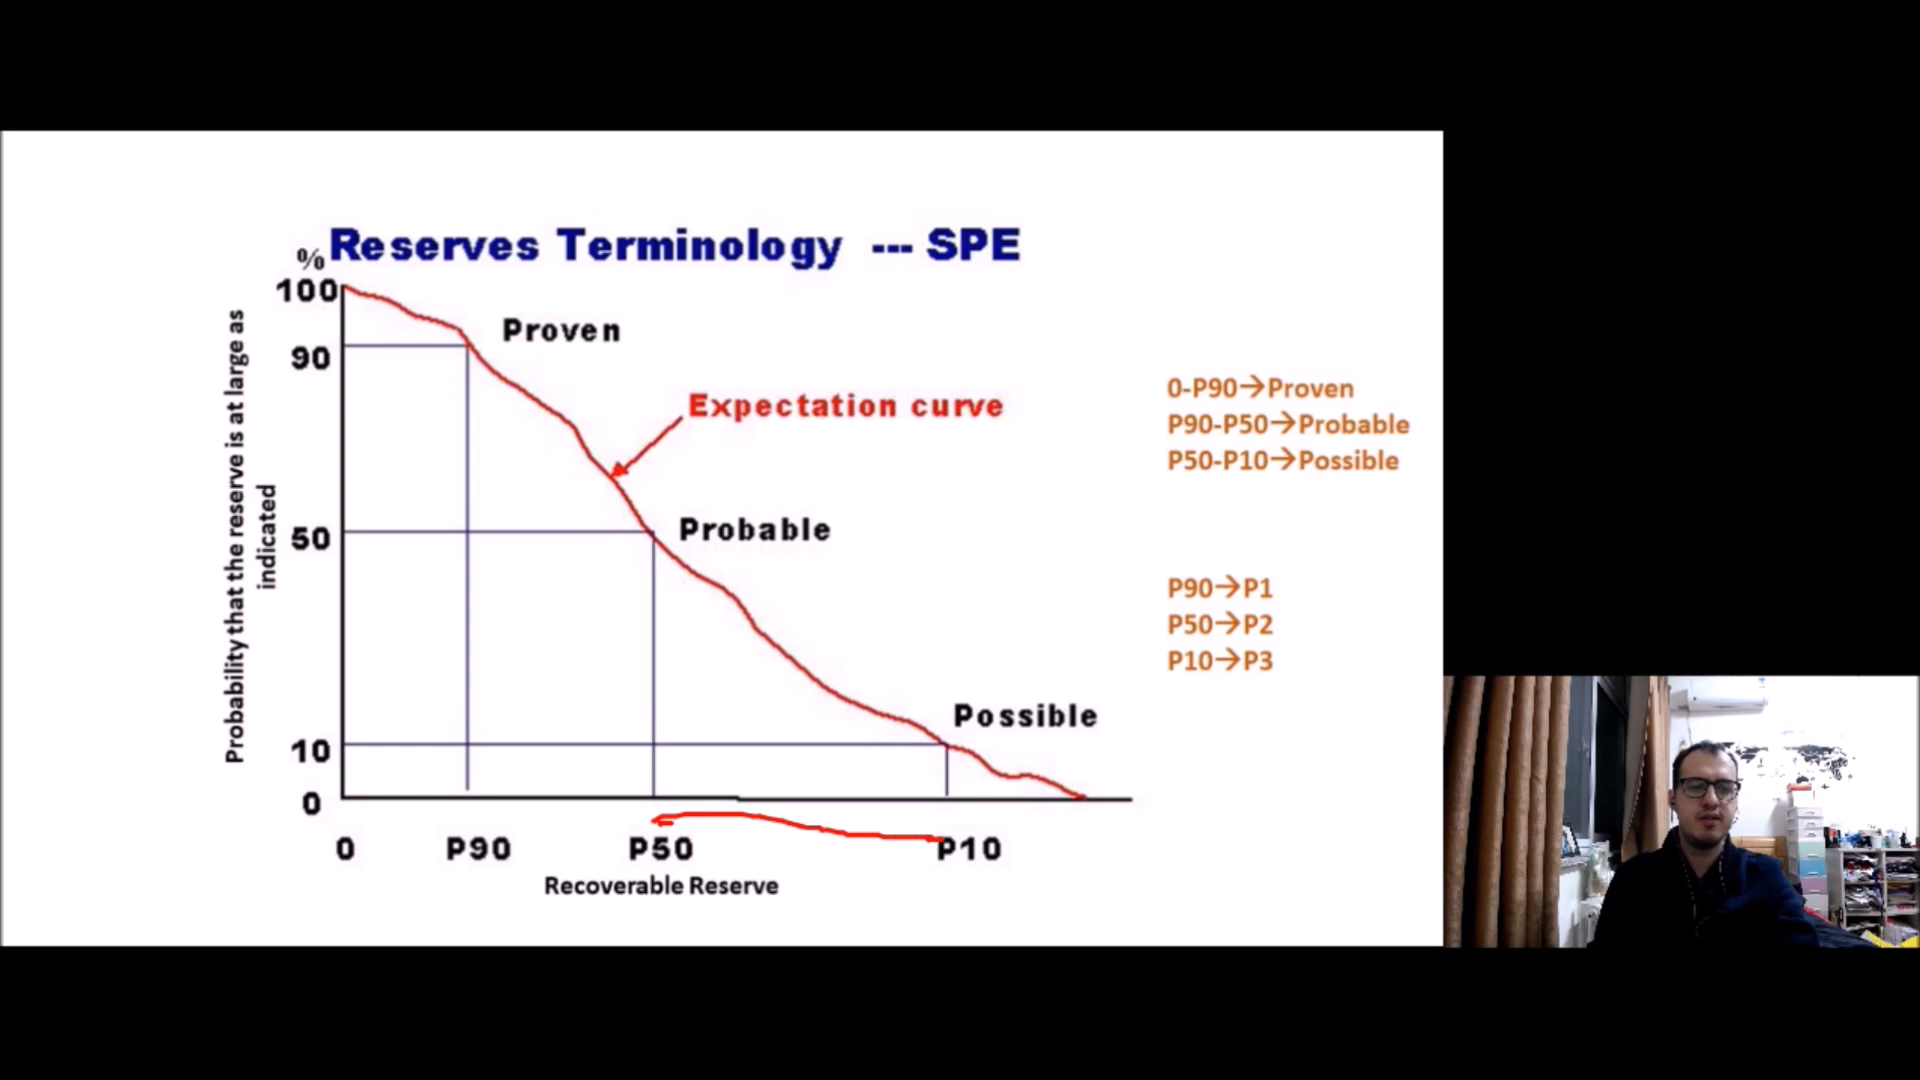 %
Reserves Terminology --- SPE
100
90
50
10
0
Probability that the reserve is at large as
indicated
Proven
Expectation curve
Probable
Possible
0 P90 P50 P10
Recoverable Reserve
0-P90→Proven
P90-P50→Probable
P50-P10→Possible
P90→P1
P50→P2
P10→P3